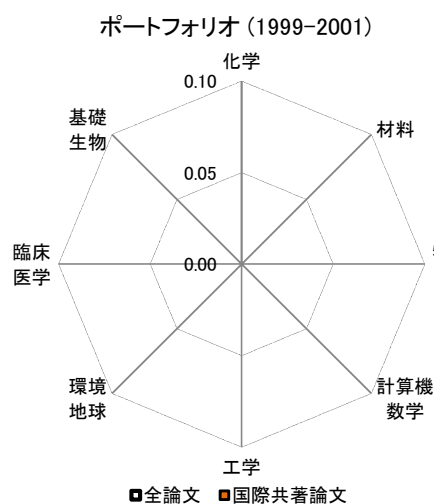 ポートフォリオ (1999-2001)
化学
0.10
基礎
生物
材料
0.05
臨床
医学
0.00
環境
地球
計算機
数学
工学
全論文 国際共著論文